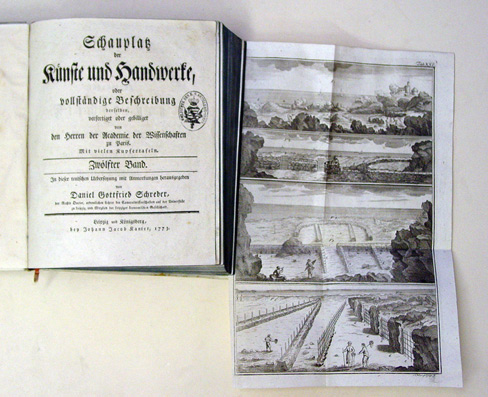 Schauplatz
der
Künste und Handwerke,
oder
vollständige Beschreibung
derselben,
verfertiget oder gebilliget
von
den Herren der Academie der Wissenschaften
zu Paris.
Mit vielen Kupfertafeln.
Zwölfter Band.
In dieser teutschen Uebersetzung mit Anmerkungen herausgegeben
von
Daniel Gottfried Schreber,
Leipzig und Königsberg,
bey Johann Jacob Kanter, 1773.